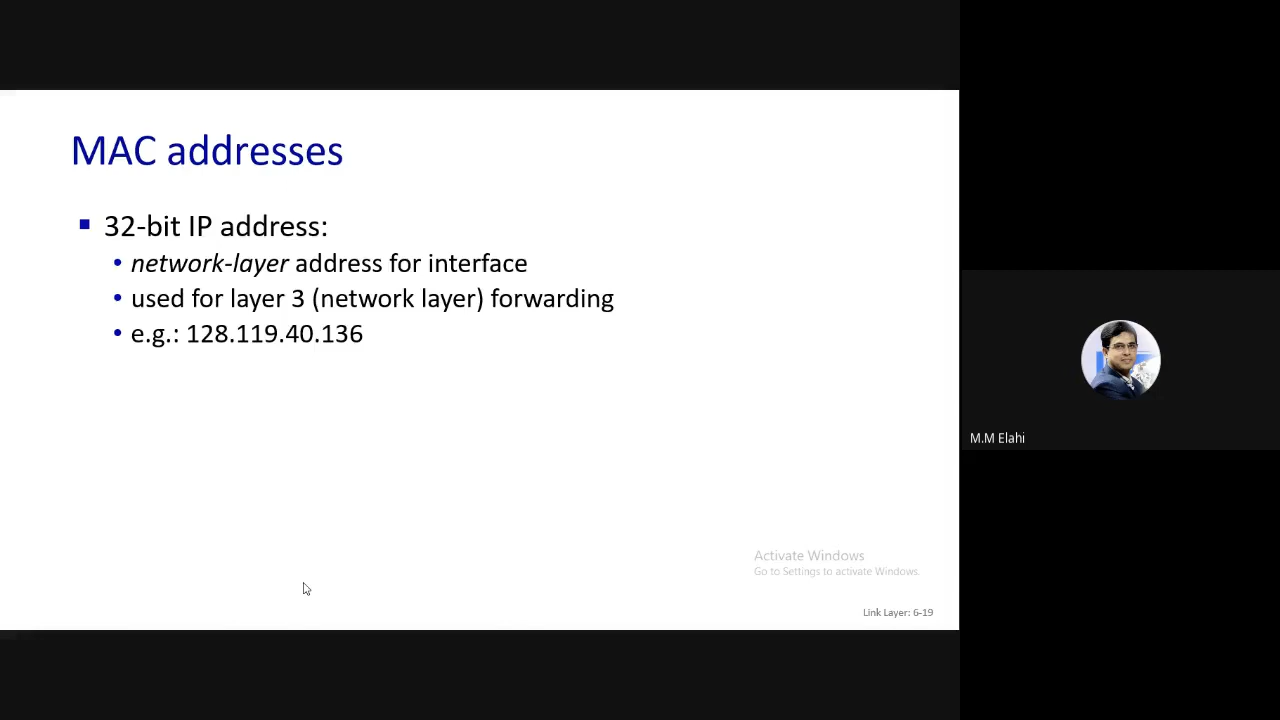 MAC addresses
32-bit IP address:
network-layer address for interface
used for layer 3 (network layer) forwarding
e.g.: 128.119.40.136
M.M Elahi
Activate Windows
Go to Settings to activate Windows.
Link Layer: 6-19